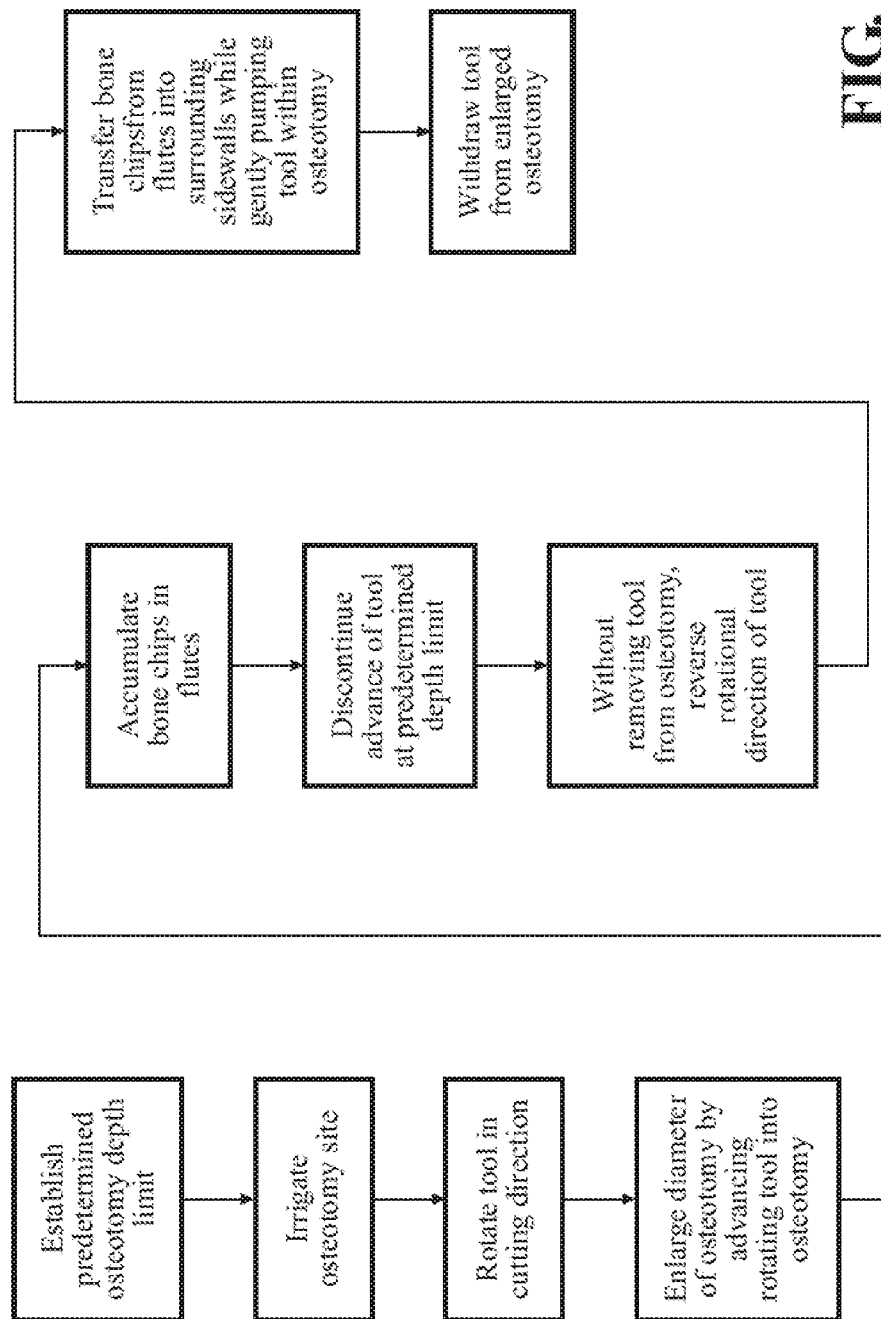 Establish
predetermined
osteotomy depth
limit
Irrigate
osteotomy site
Rotate tool in
cutting direction
Enlarge diameter
of osteotomy by
advancing
rotating tool into
osteotomy
Accumulate
bone chips in
flutes
Discontinue
advance of tool
at predetermined
depth limit
Without
removing tool
from osteotomy,
reverse
rotational
direction of tool
Transfer bone
chipsfrom
flutes into
surrounding
sidewalls while
gently pumping
tool within
osteotomy
Withdraw tool
from enlarged
osteotomy
FIG.